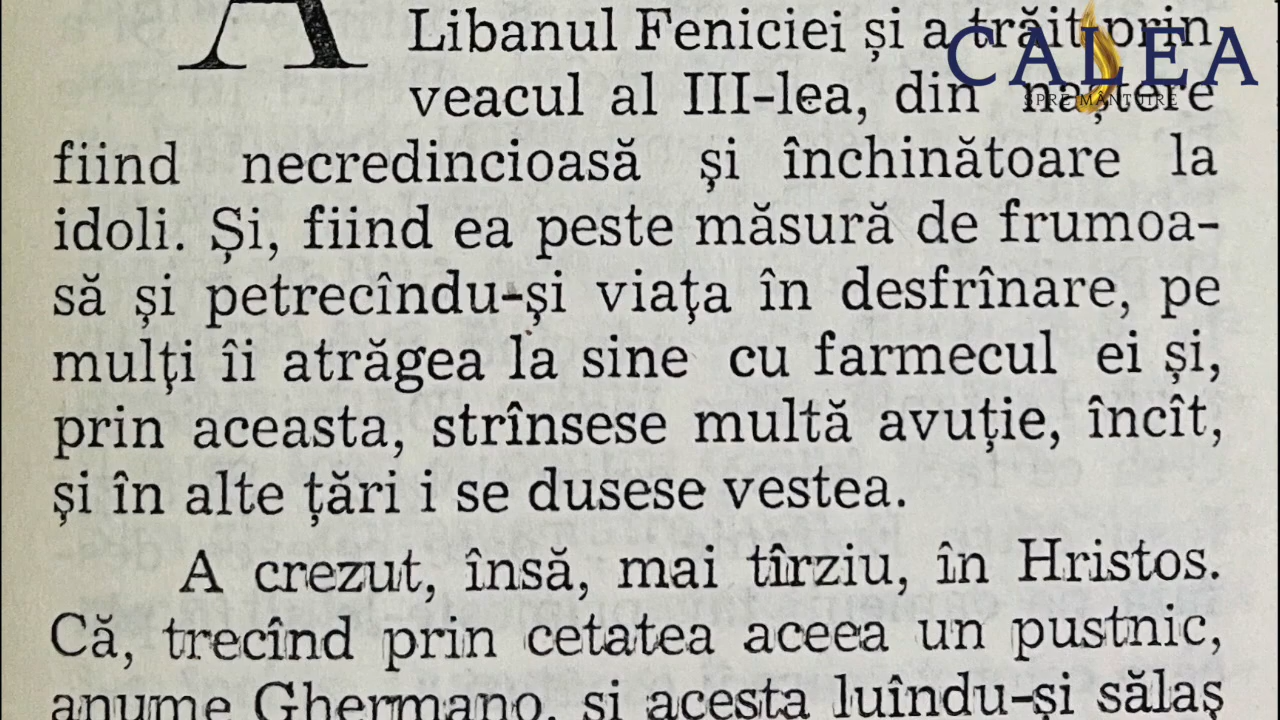 A Libanul Feniciei și a trăit prin
veacul al III-lea, din naștere
fiind necredincioasă și închinătoare la
idoli. Și, fiind ea peste măsură de frumoa-
să și petrecîndu-și viața în desfrînare, pe
mulți îi atrăgea la sine cu farmecul ei și,
prin aceasta, strînsese multă avuție, încît,
și în alte țări i se dusese vestea.
A crezut, însă, mai tîrziu, în Hristos.
Că, trecînd prin cetatea aceea un pustnic,
anume Ghermano, și acesta luîndu-și sălaș
CALEA
SPRE MÂNTUIRE